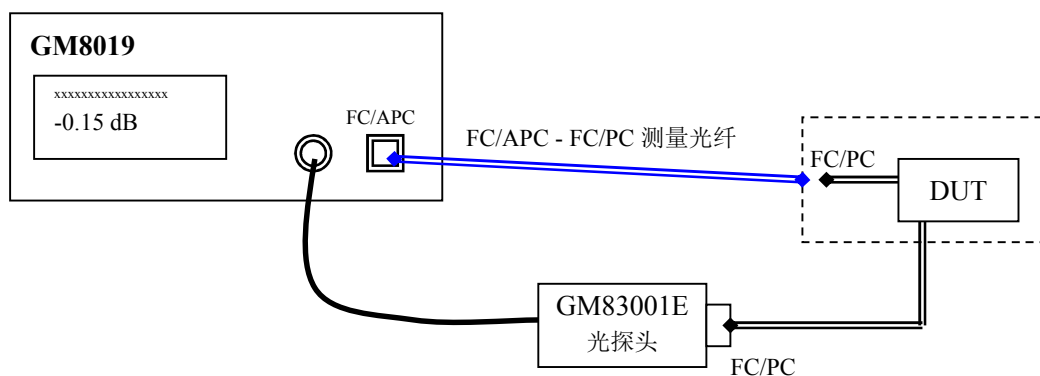 GM8019
xxxxxxxxxxxxxxxxx
-0.15 dB
FC/APC
FC/APC - FC/PC 测量光纤
FC/PC
DUT
GM83001E
光探头
FC/PC